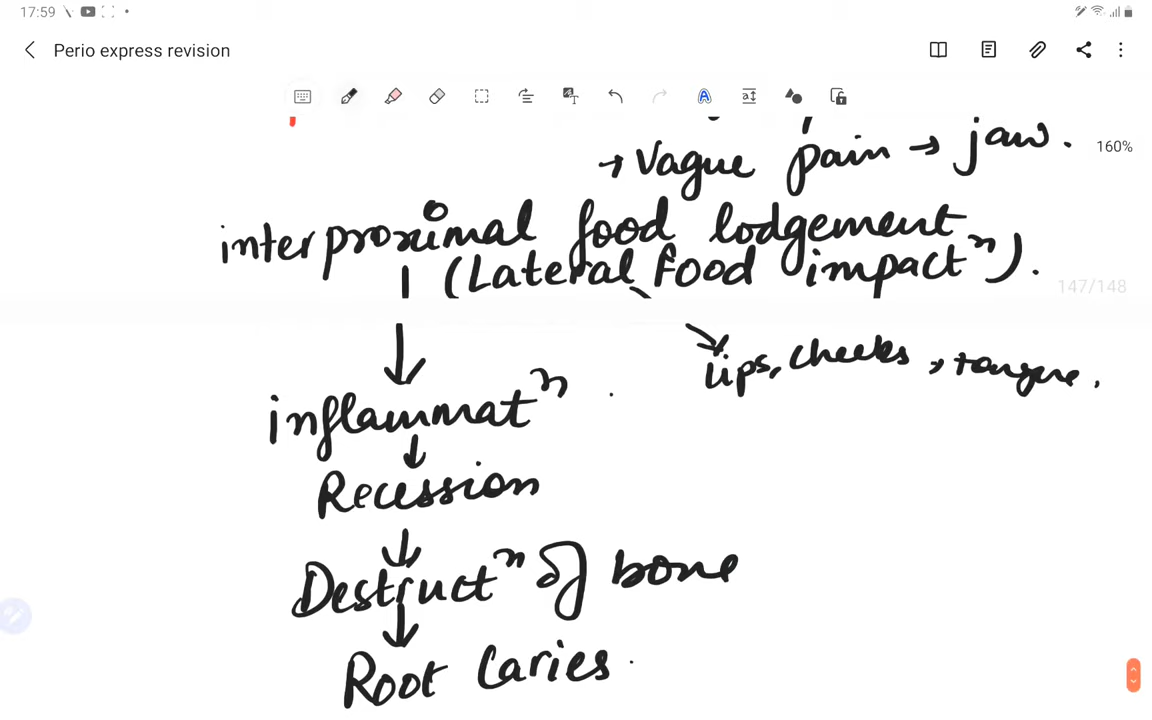 17:59
Perio express revision
→ Vague pain → jaw.
160%
interproximal food lodgement
(Lateral food impactⁿ).
147/148
Lips, cheeks, tongue.
inflammatⁿ
↓
Recession
↓
Destructⁿ of bone
↓
Root Caries.